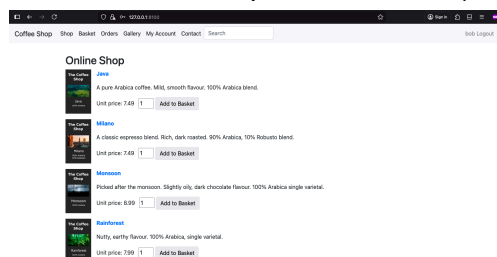 127.0.0.1:8100
Sign in
Coffee Shop Shop Basket Orders Gallery My Account Contact Search
bob Logout
Online Shop
The Coffee Shop
Java
Java
A pure Arabica coffee. Mild, smooth flavour. 100% Arabica blend.
Unit price: 7.49 1 Add to Basket
The Coffee Shop
Milano
Milano
A classic espresso blend. Rich, dark roasted. 90% Arabica, 10% Robusto blend.
Unit price: 7.49 1 Add to Basket
The Coffee Shop
Monsoon
Monsoon
Picked after the monsoon. Slightly oily, dark chocolate flavour. 100% Arabica single varietal.
Unit price: 8.99 1 Add to Basket
The Coffee Shop
Rainforest
Rainforest
Nutty, earthy flavour. 100% Arabica, single varietal.
Unit price: 7.99 1 Add to Basket